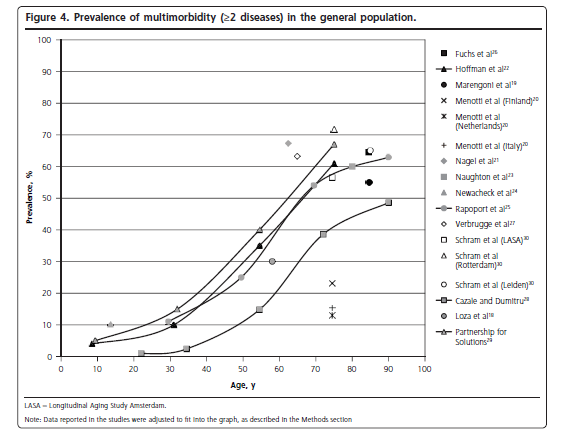 Figure 4. Prevalence of multimorbidity (≥2 diseases) in the general population.
100
90
80
70
60
50
40
30
20
10
0
Prevalence, %
0 10 20 30 40 50 60 70 80 90 100
Age, y
Fuchs et al26
Hoffman et al22
Marengoni et al19
Menotti et al (Finland)20
Menotti et al
(Netherlands)20
Menotti et al (Italy)20
Nagel et al21
Naughton et al23
Newacheck et al24
Rapoport et al25
Verbrugge et al27
Schram et al (LASA)30
Schram et al
(Rotterdam)30
Schram et al (Leiden)30
Cazale and Dumitru28
Loza et al18
Partnership for
Solutions29
LASA = Longitudinal Aging Study Amsterdam.
Note: Data reported in the studies were adjusted to fit into the graph, as described in the Methods section